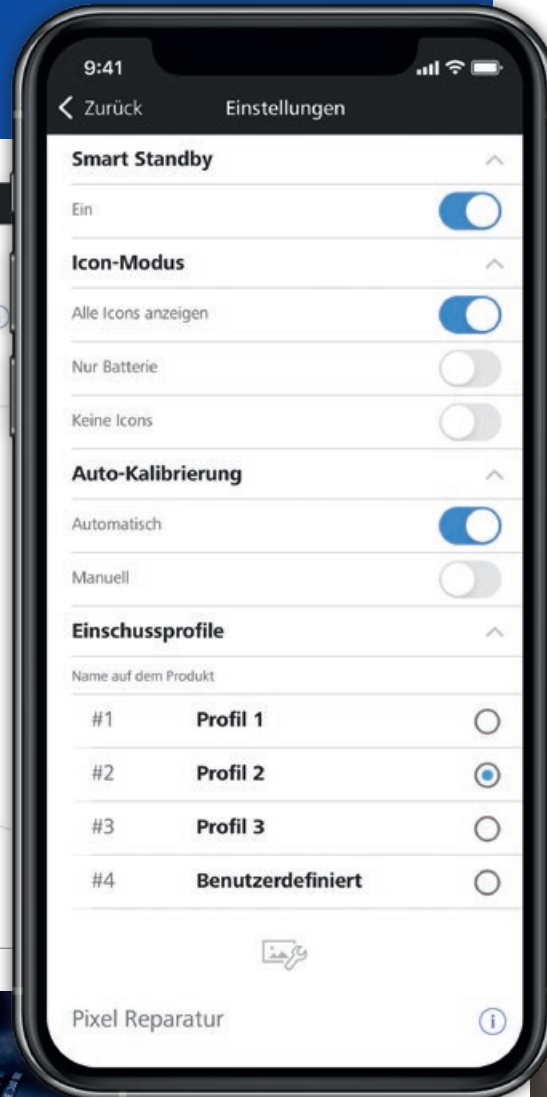 9:41
Zurück Einstellungen
Smart Standby
Ein
Icon-Modus
Alle Icons anzeigen
Nur Batterie
Keine Icons
Auto-Kalibrierung
Automatisch
Manuell
Einschussprofile
Name auf dem Produkt
#1 Profil 1
#2 Profil 2
#3 Profil 3
#4 Benutzerdefiniert
Pixel Reparatur